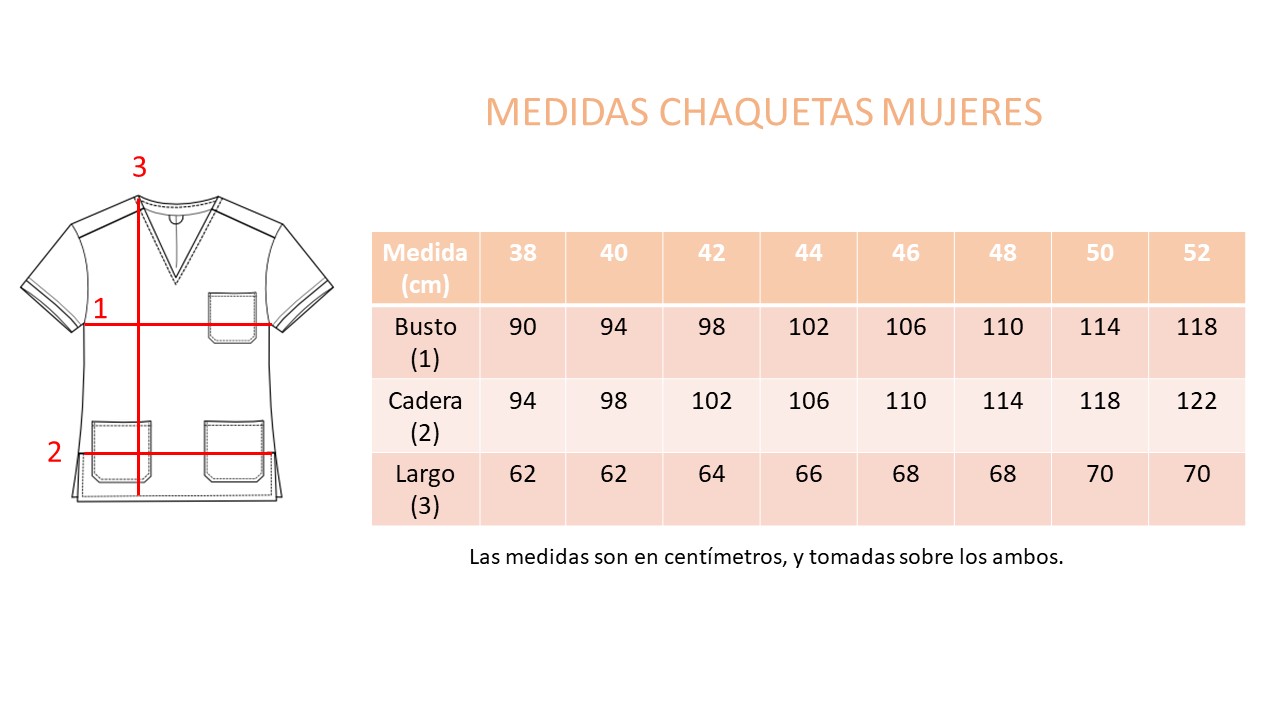 MEDIDAS CHAQUETAS MUJERES
3
1
2
Medida (cm) 38 40 42 44 46 48 50 52
Busto (1) 90 94 98 102 106 110 114 118
Cadera (2) 94 98 102 106 110 114 118 122
Largo (3) 62 62 64 66 68 68 70 70
Las medidas son en centímetros, y tomadas sobre los ambos.